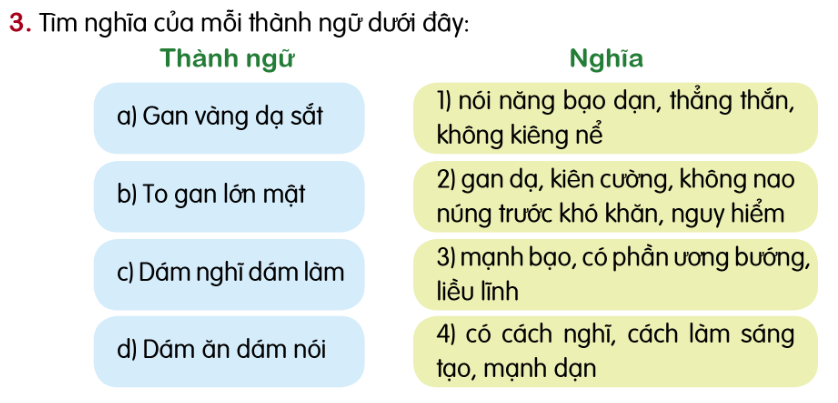 3. Tìm nghĩa của mỗi thành ngữ dưới đây:
Thành ngữ
Nghĩa
a) Gan vàng dạ sắt
1) nói năng bạo dạn, thẳng thắn,
không kiêng nể
b) To gan lớn mật
2) gan dạ, kiên cường, không nao
núng trước khó khăn, nguy hiểm
c) Dám nghĩ dám làm
3) mạnh bạo, có phần ương bướng,
liều lĩnh
d) Dám ăn dám nói
4) có cách nghĩ, cách làm sáng
tạo, mạnh dạn